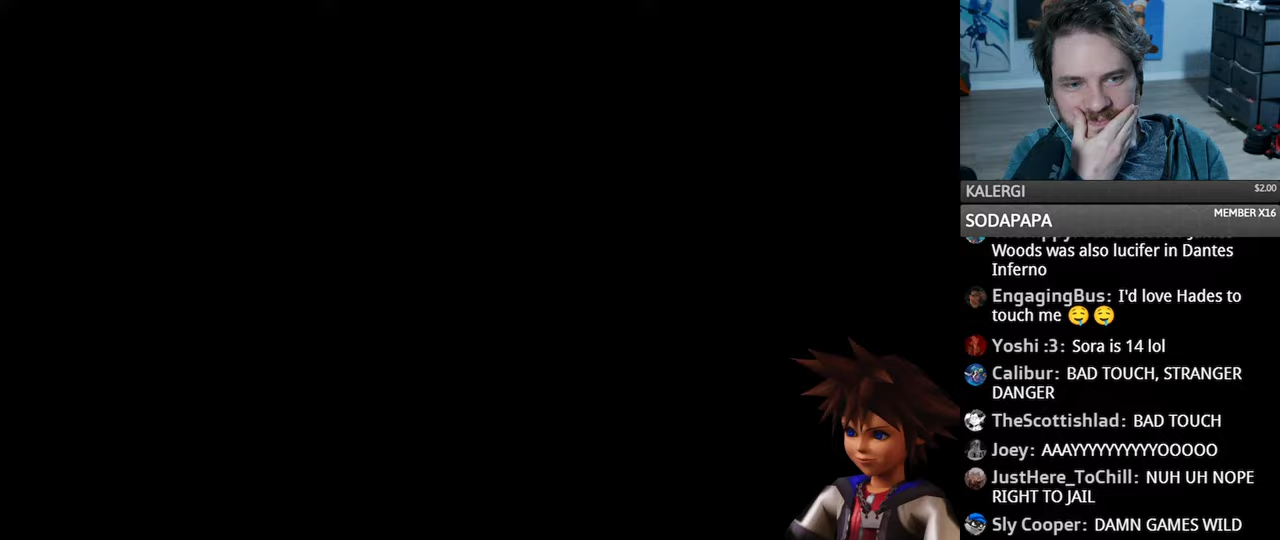 KALERGI
$2.00
SODAPAPA
MEMBER X16
Woods was also lucifer in Dantes
Inferno
EngagingBus: I'd love Hades to
touch me 🤤🤤
Yoshi :3: Sora is 14 lol
Calibur: BAD TOUCH, STRANGER
DANGER
TheScottishlad: BAD TOUCH
Joey: AAAYYYYYYYYYYOOOOO
JustHere_ToChill: NUH UH NOPE
RIGHT TO JAIL
Sly Cooper: DAMN GAMES WILD